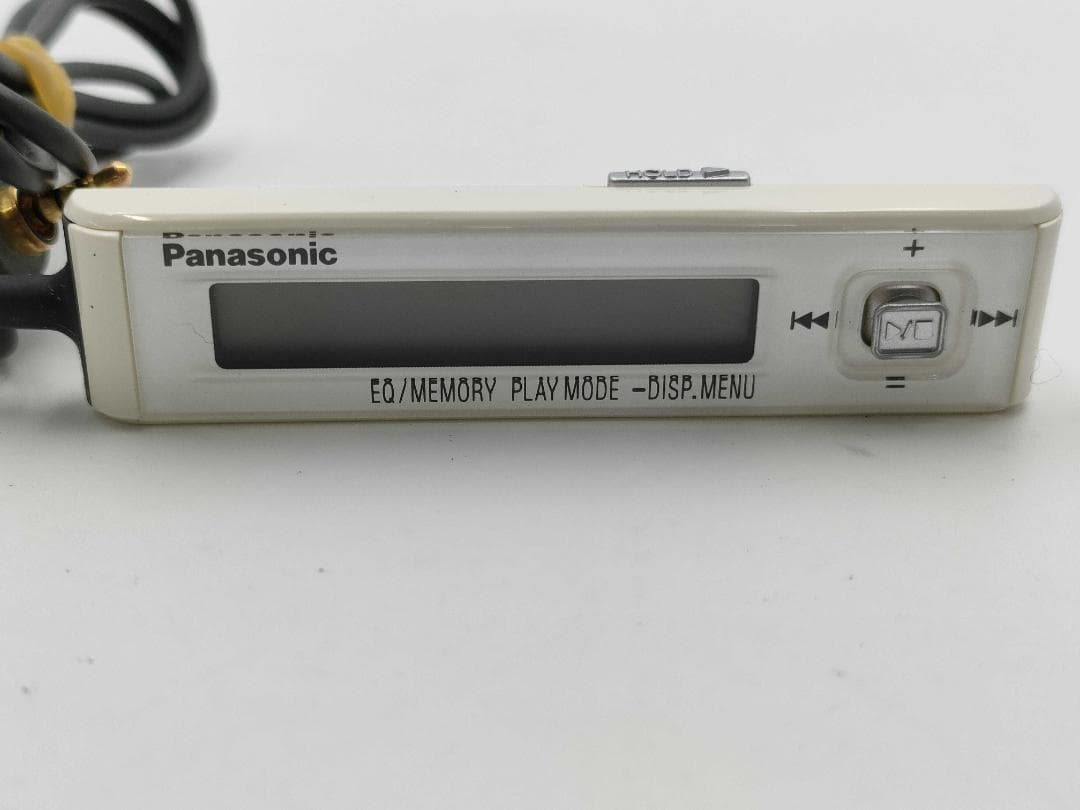 HOLD
Panasonic
EQ/MEMORY PLAY MODE –DISP.MENU